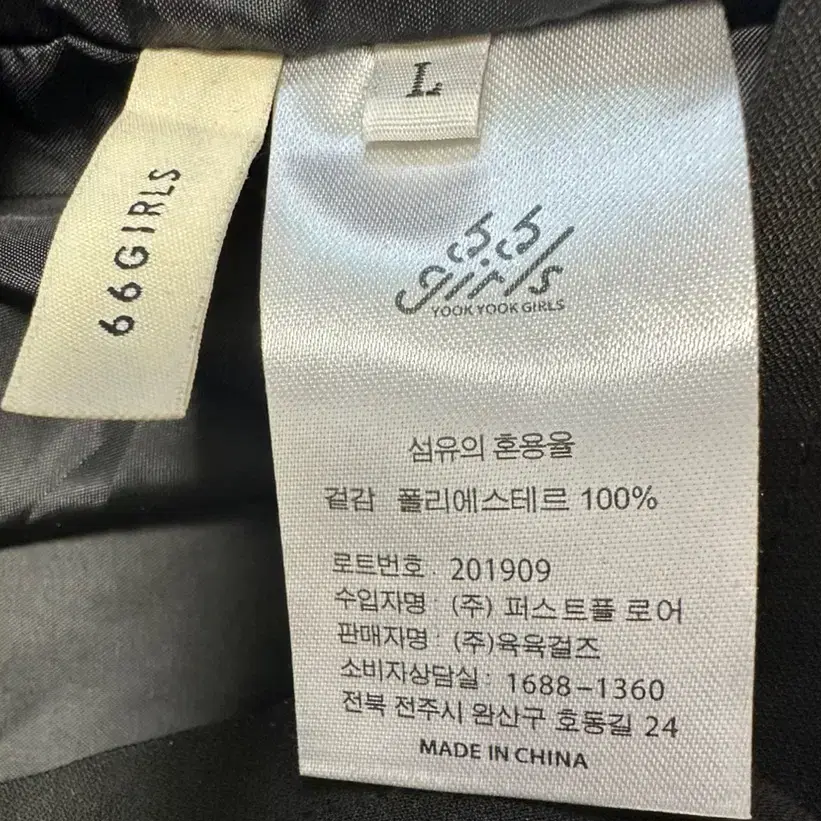 66GIRLS
L
66
girls
YOOK YOOK GIRLS
섬유의 혼용율
겉감 폴리에스테르 100%
로트번호 : 201909
수입자명 : (주) 퍼스트플 로어
판매자명 : (주)육육걸즈
소비자상담실 : 1688-1360
전북 전주시 완산구 호동길 24
MADE IN CHINA